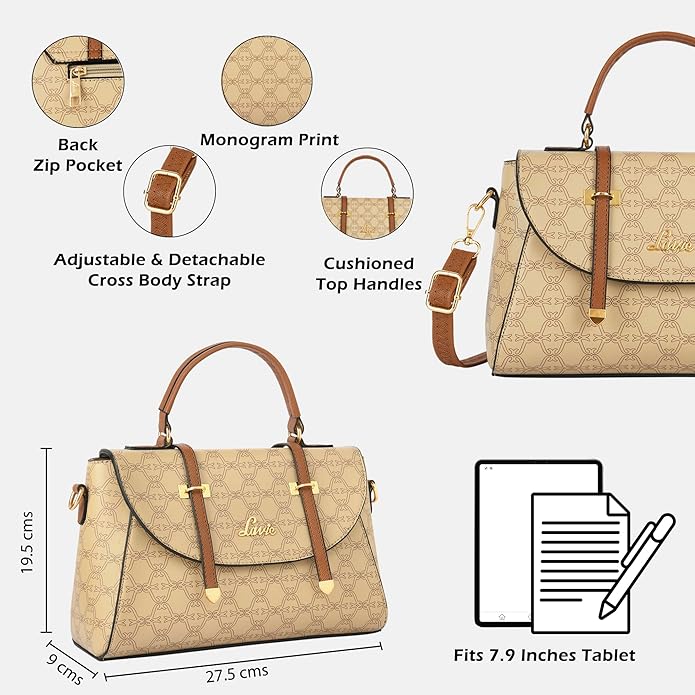 Back
Zip Pocket
Monogram Print
Adjustable & Detachable
Cross Body Strap
Cushioned
Top Handles
Lavie
Lavie
19.5 cms
9 cms
27.5 cms
Fits 7.9 Inches Tablet